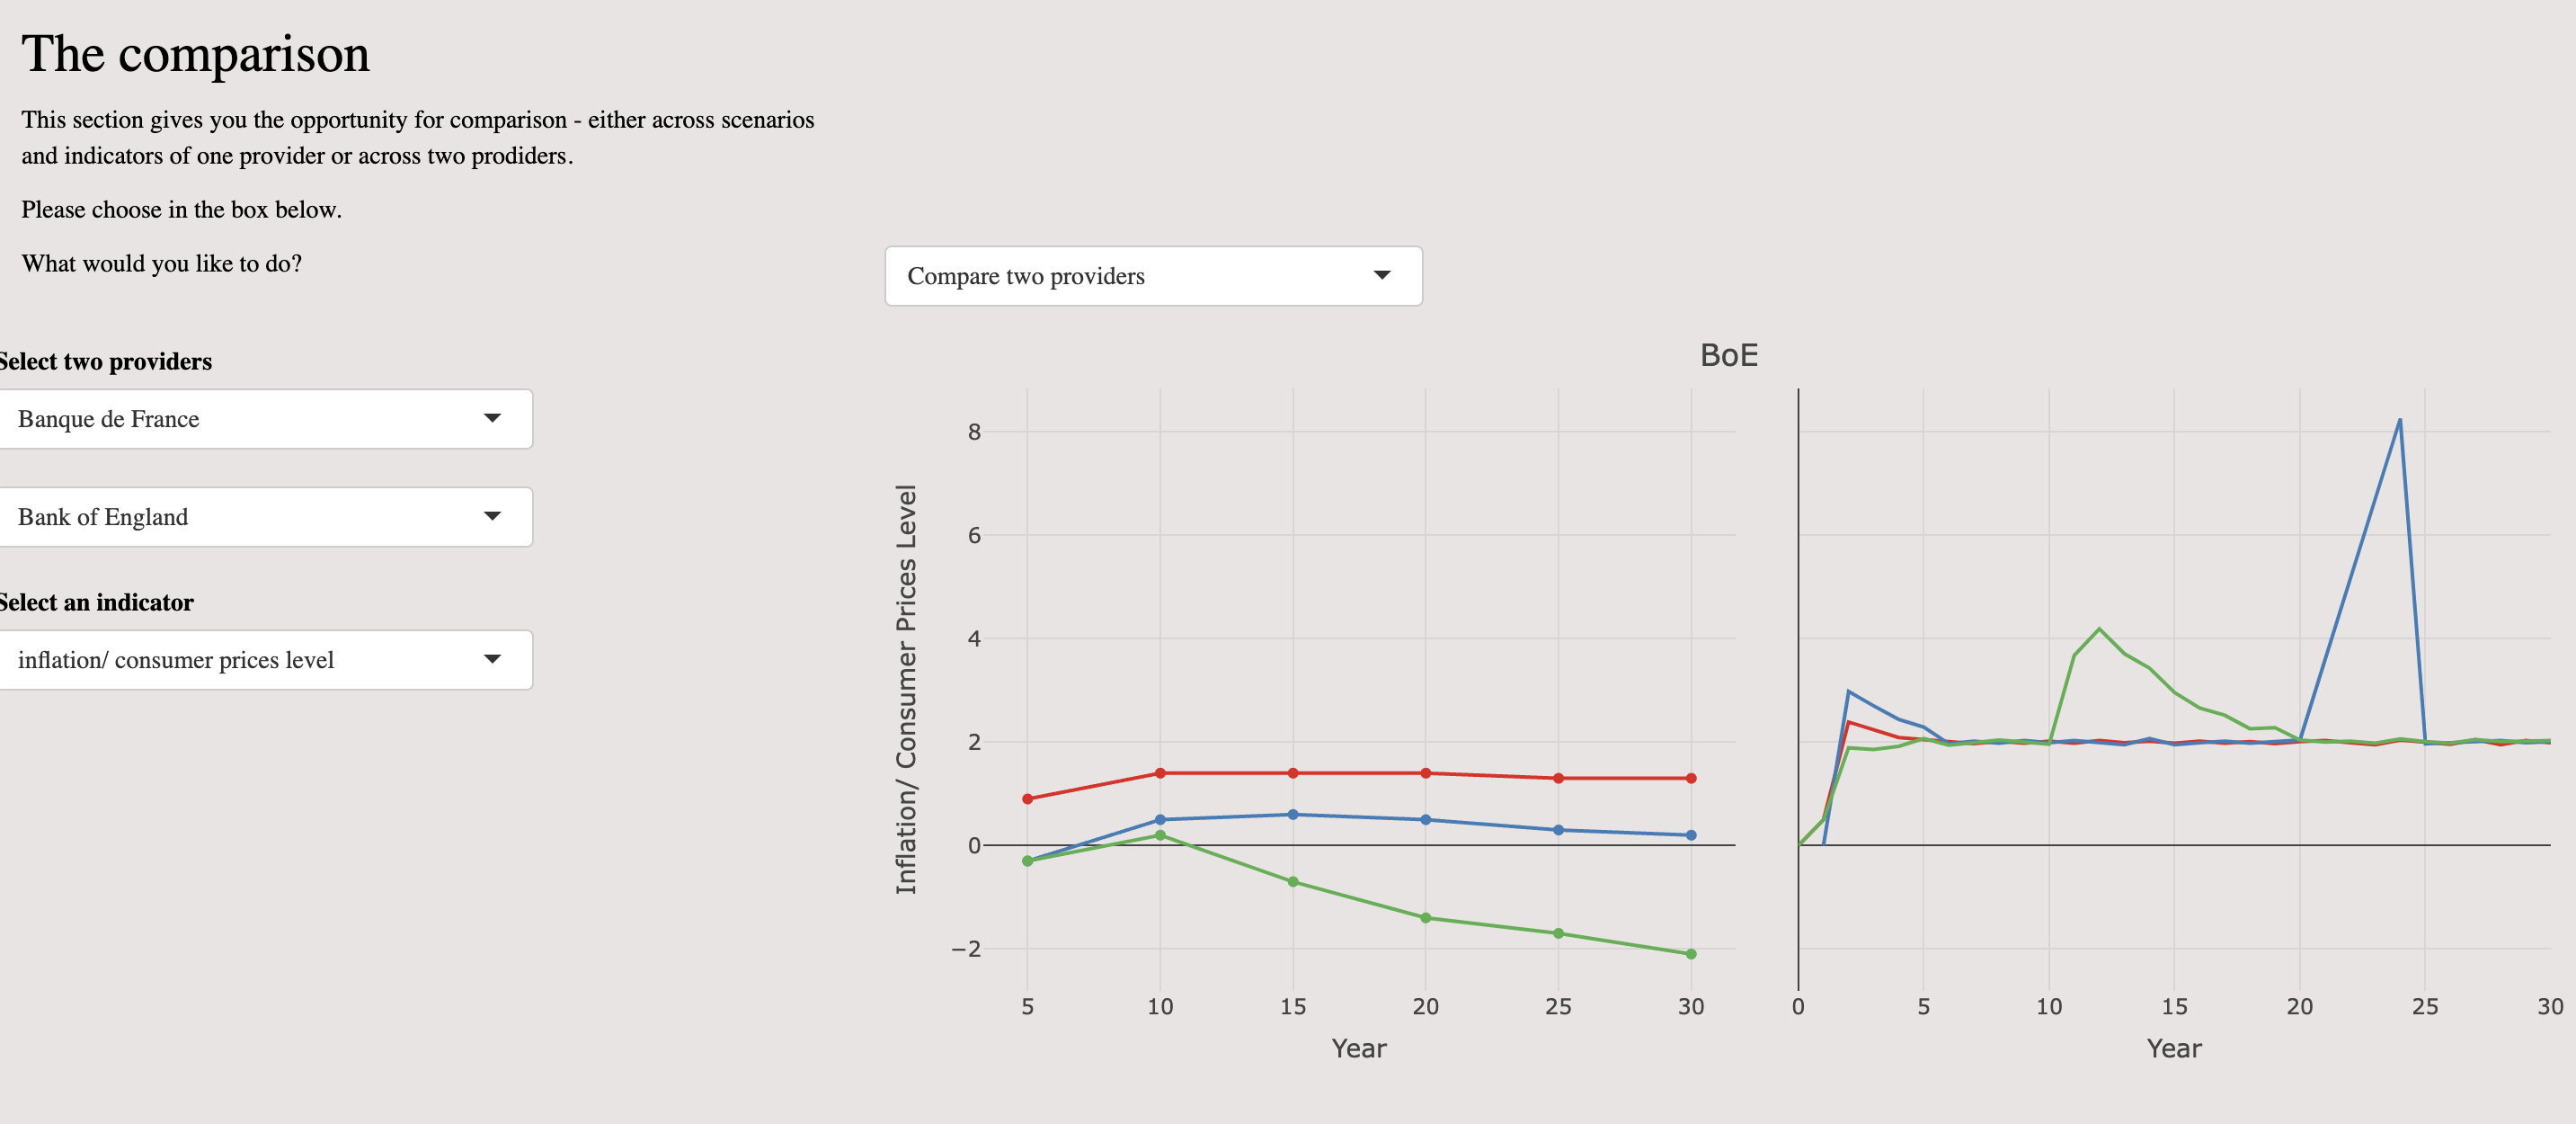 The comparison
This section gives you the opportunity for comparison - either across scenarios
and indicators of one provider or across two prodiders.
Please choose in the box below.
What would you like to do?
Compare two providers
Select two providers
Banque de France
Bank of England
Select an indicator
inflation/ consumer prices level
BoE
Inflation/ Consumer Prices Level
8
6
4
2
0
−2
5 10 15 20 25 30
Year
0 5 10 15 20 25 30
Year